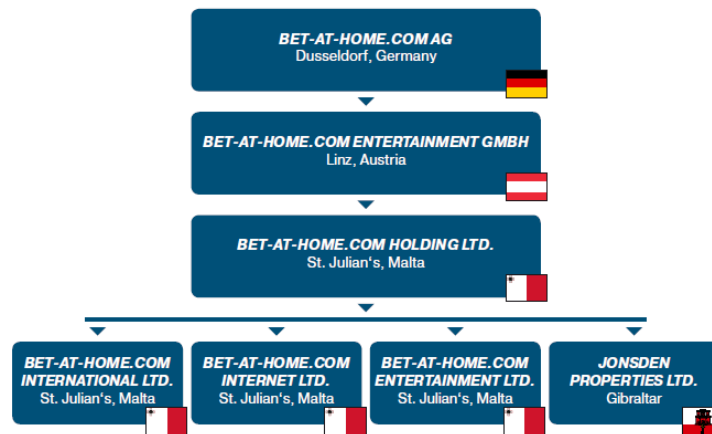 BET-AT-HOME.COM AG
Dusseldorf, Germany
BET-AT-HOME.COM ENTERTAINMENT GMBH
Linz, Austria
BET-AT-HOME.COM HOLDING LTD.
St. Julian‘s, Malta
BET-AT-HOME.COM
INTERNATIONAL LTD.
St. Julian‘s, Malta
BET-AT-HOME.COM
INTERNET LTD.
St. Julian‘s, Malta
BET-AT-HOME.COM
ENTERTAINMENT LTD.
St. Julian‘s, Malta
JONSDEN
PROPERTIES LTD.
Gibraltar